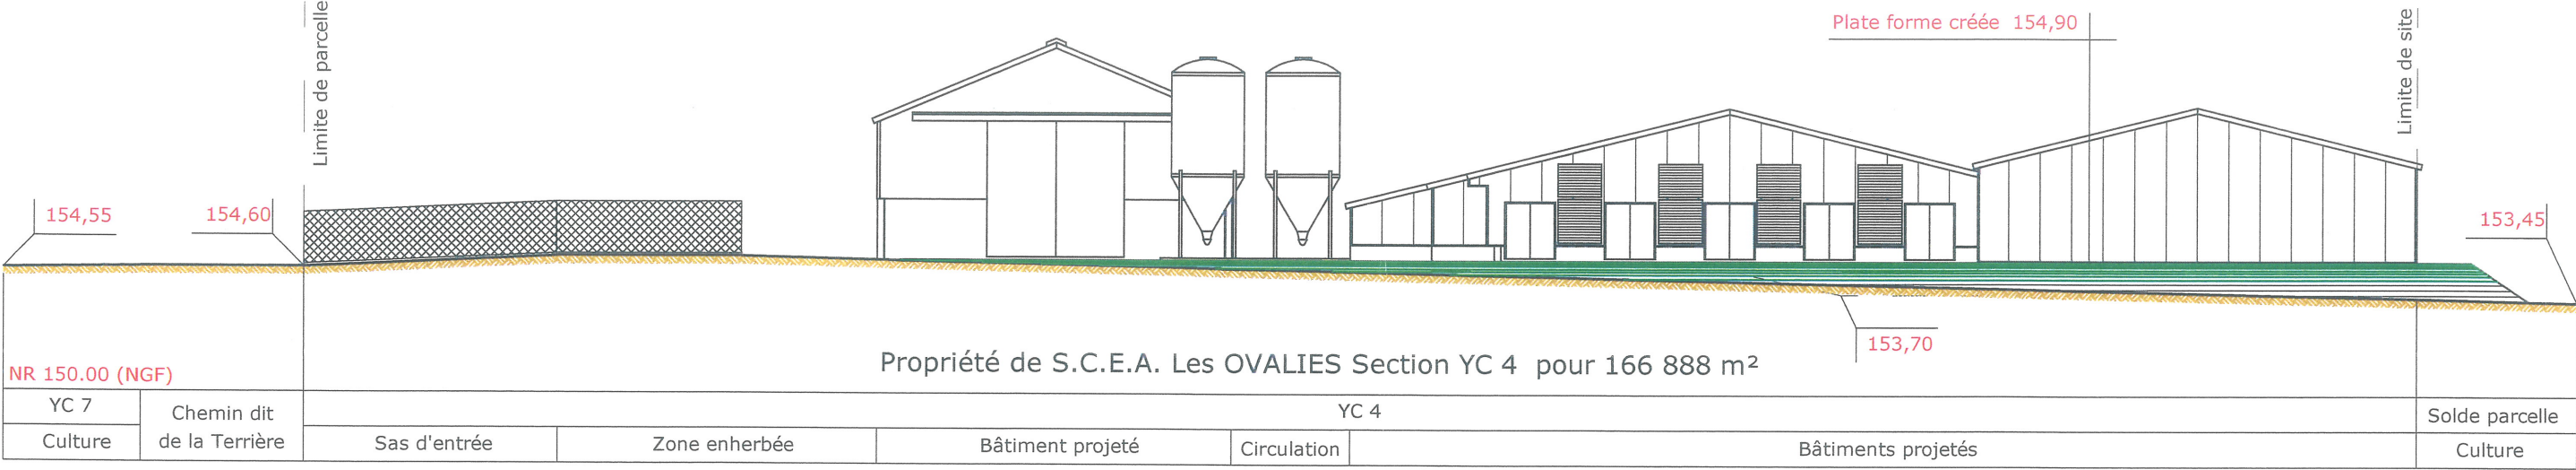 Limite de parcelle
Plate forme créée 154,90
Limite de site
154,55
154,60
153,45
153,70
Propriété de S.C.E.A. Les OVALIES Section YC 4 pour 166 888 m²
NR 150.00 (NGF)
YC 7
Chemin dit
de la Terrière
YC 4
Solde parcelle
Culture
Sas d'entrée
Zone enherbée
Bâtiment projeté
Circulation
Bâtiments projetés
Culture